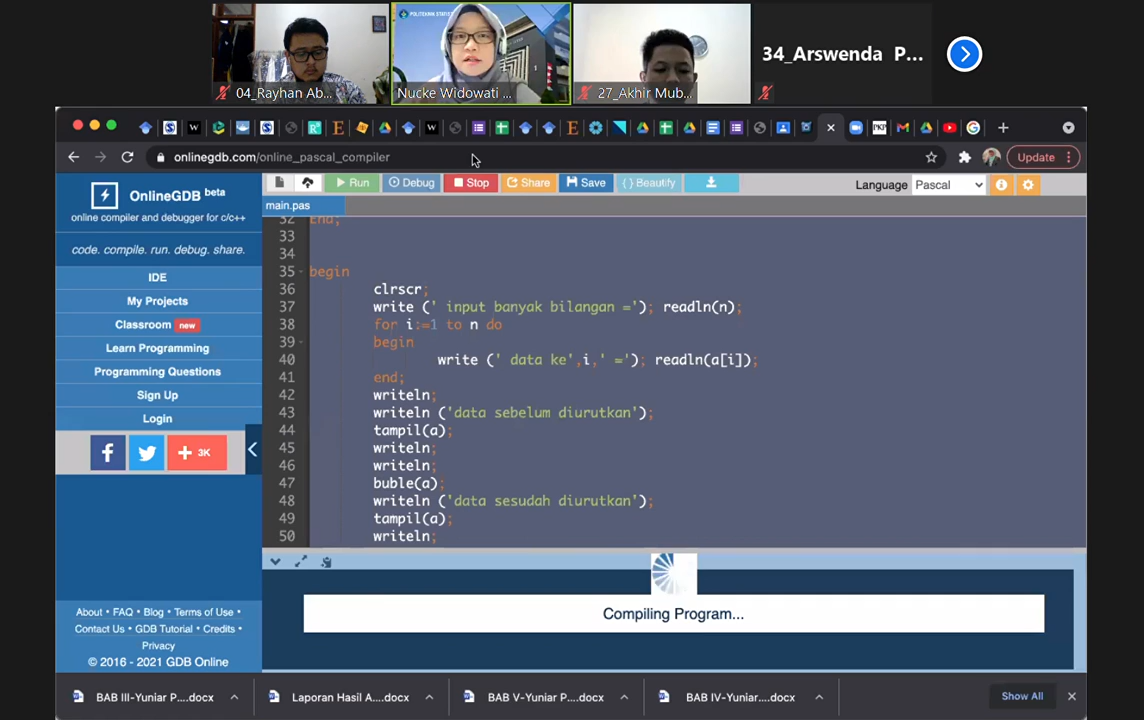 POLITEKNIK STATIS
04_Rayhan Ab...
Nucke Widowati ...
27_Akhir Mub...
34_Arswenda P...
onlinegdb.com/online_pascal_compiler
Update
OnlineGDB beta
online compiler and debugger for c/c++
code. compile. run. debug. share.
IDE
My Projects
Classroom new
Learn Programming
Programming Questions
Sign Up
Login
3K
About • FAQ • Blog • Terms of Use •
Contact Us • GDB Tutorial • Credits •
Privacy
© 2016 - 2021 GDB Online
Run Debug Stop Share Save { } Beautify
Language Pascal
main.pas
32 End;
33
34
35 begin
36 clrscr;
37 write (' input banyak bilangan ='); readln(n);
38 for i:=1 to n do
39 begin
40 write (' data ke',i,' ='); readln(a[i]);
41 end;
42 writeln;
43 writeln ('data sebelum diurutkan');
44 tampil(a);
45 writeln;
46 writeln;
47 buble(a);
48 writeln ('data sesudah diurutkan');
49 tampil(a);
50 writeln;
Compiling Program...
BAB III-Yuniar P....docx
Laporan Hasil A....docx
BAB V-Yuniar P....docx
BAB IV-Yuniar....docx
Show All